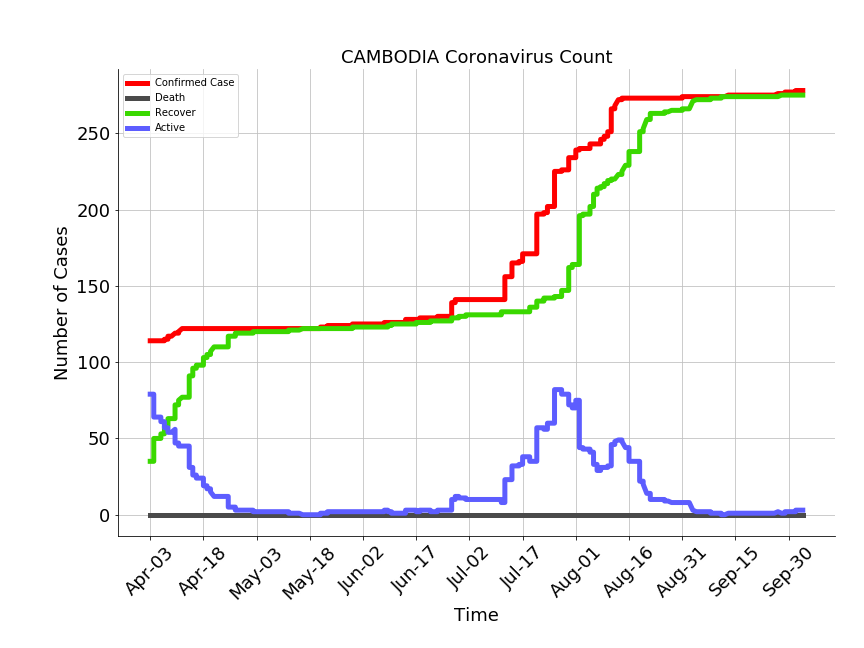 CAMBODIA Coronavirus Count
Confirmed Case
Death
Recover
Active
Number of Cases
250
200
150
100
50
0
Apr-03
Apr-18
May-03
May-18
Jun-02
Jun-17
Jul-02
Jul-17
Aug-01
Aug-16
Aug-31
Sep-15
Sep-30
Time